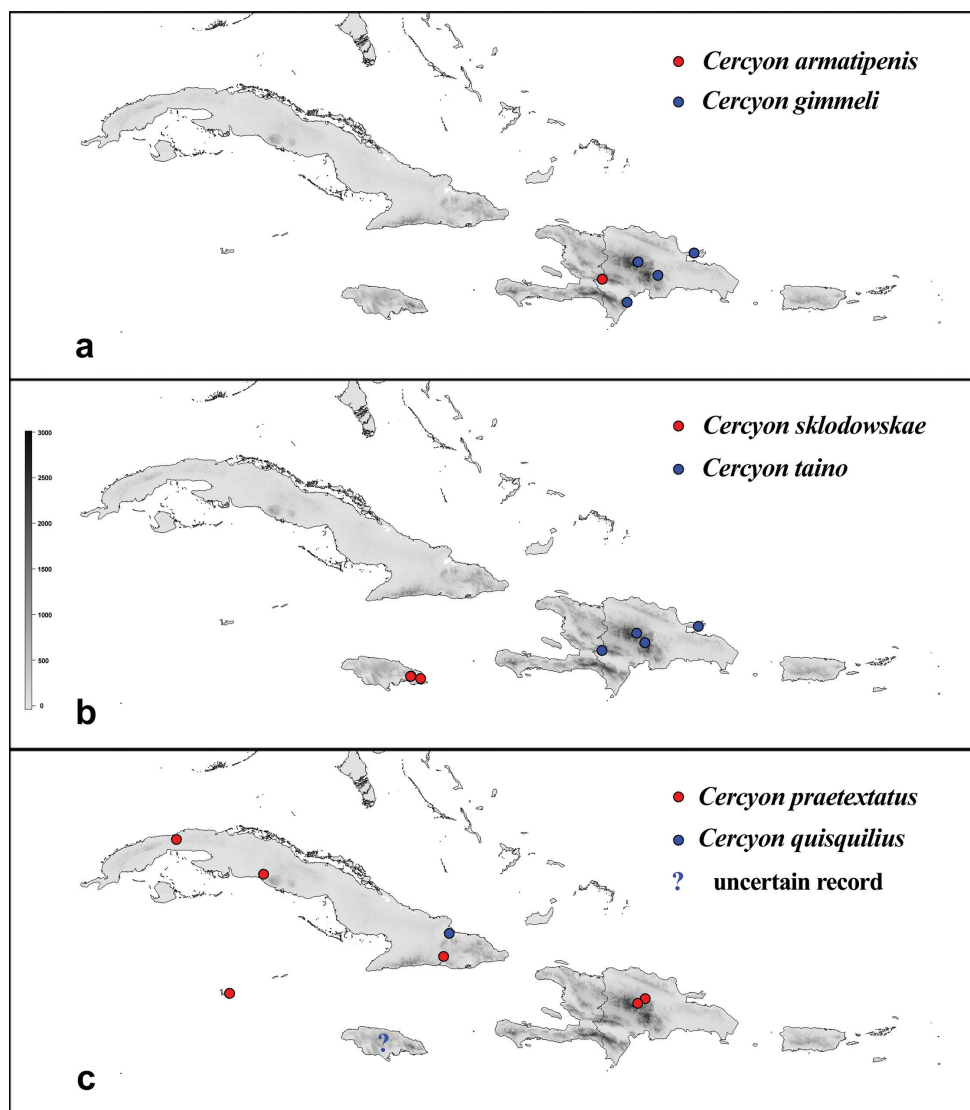 Cercyon armatipenis
Cercyon gimmeli
a
Cercyon sklodowskae
Cercyon taino
3000
2500
2000
1500
1000
500
0
b
Cercyon praetextatus
Cercyon quisquilius
? uncertain record
?
c